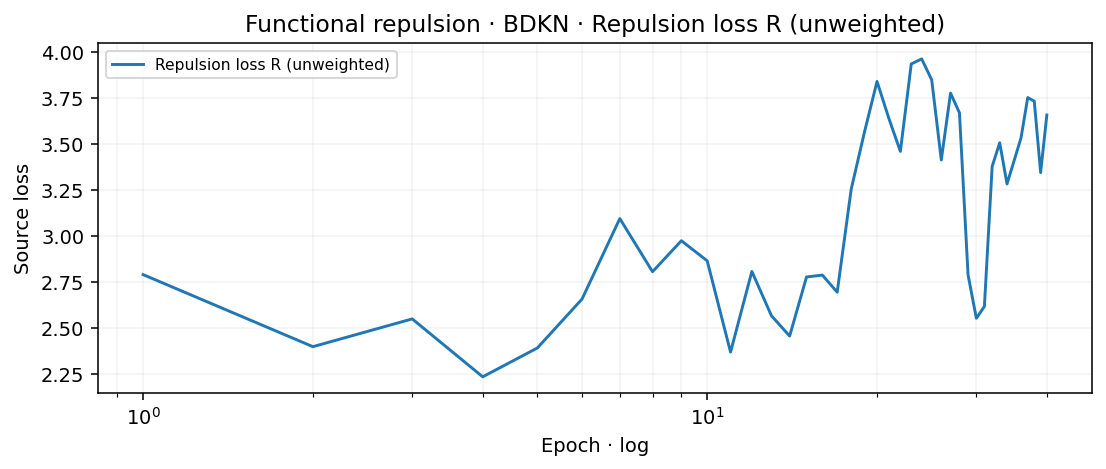 Functional repulsion · BDKN · Repulsion loss R (unweighted)
Repulsion loss R (unweighted)
4.00
3.75
3.50
3.25
3.00
2.75
2.50
2.25
Source loss
10⁰
10¹
Epoch · log